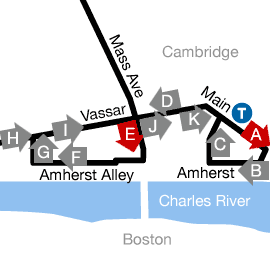 Mass Ave
Cambridge
Main
T
D
Vassar
A
E
J
K
I
H
C
G
F
B
Amherst Alley
Amherst
Charles River
Boston